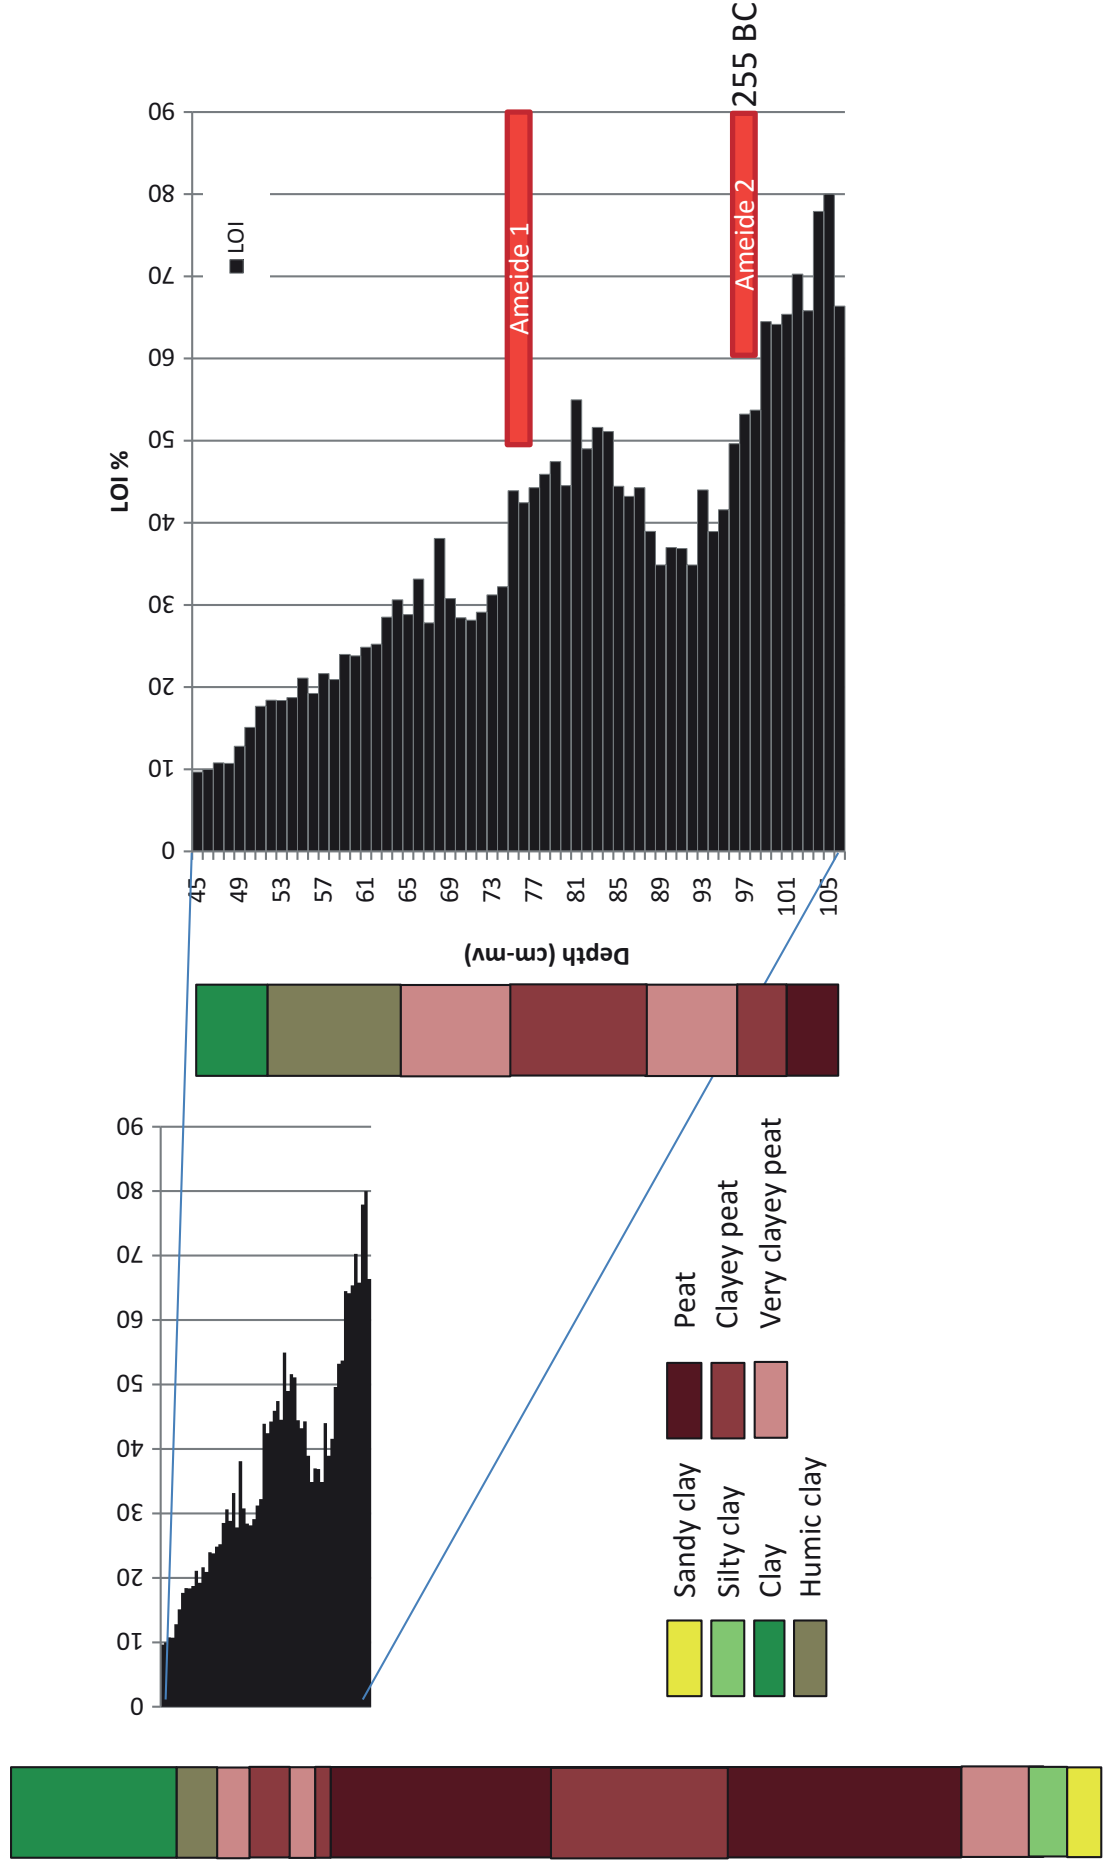 LOI %
0
10
20
30
40
50
60
70
80
90
LOI
Ameide 1
Ameide 2
255 BC
Depth (cm-mv)
45
49
53
57
61
65
69
73
77
81
85
89
93
97
101
105
0
10
20
30
40
50
60
70
80
90
Sandy clay
Silty clay
Clay
Humic clay
Peat
Clayey peat
Very clayey peat